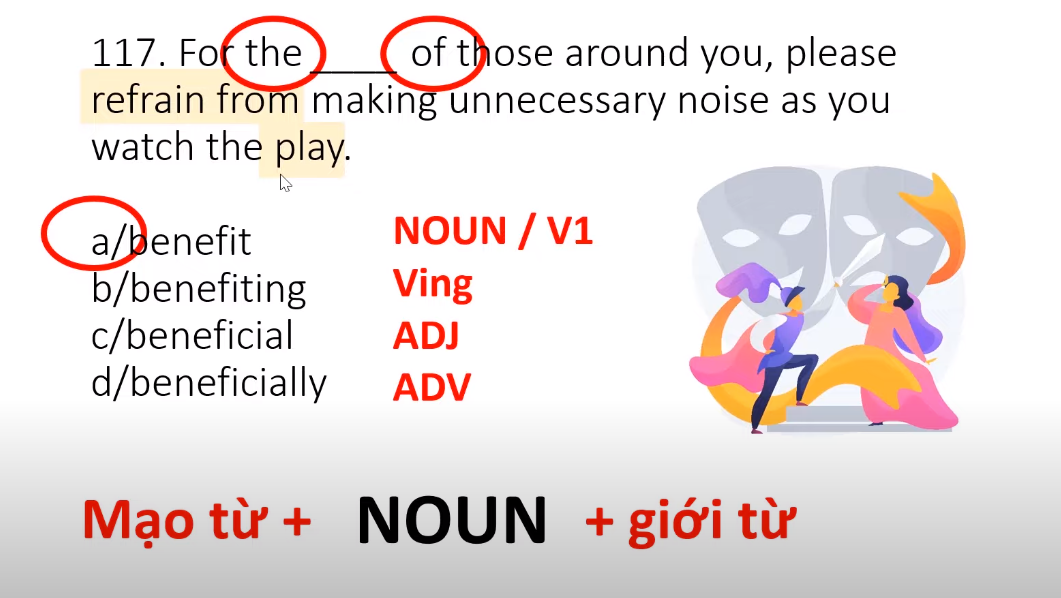 117. For the _____ of those around you, please
refrain from making unnecessary noise as you
watch the play.
a/benefit NOUN / V1
b/benefiting Ving
c/beneficial ADJ
d/beneficially ADV
Mạo từ + NOUN + giới từ